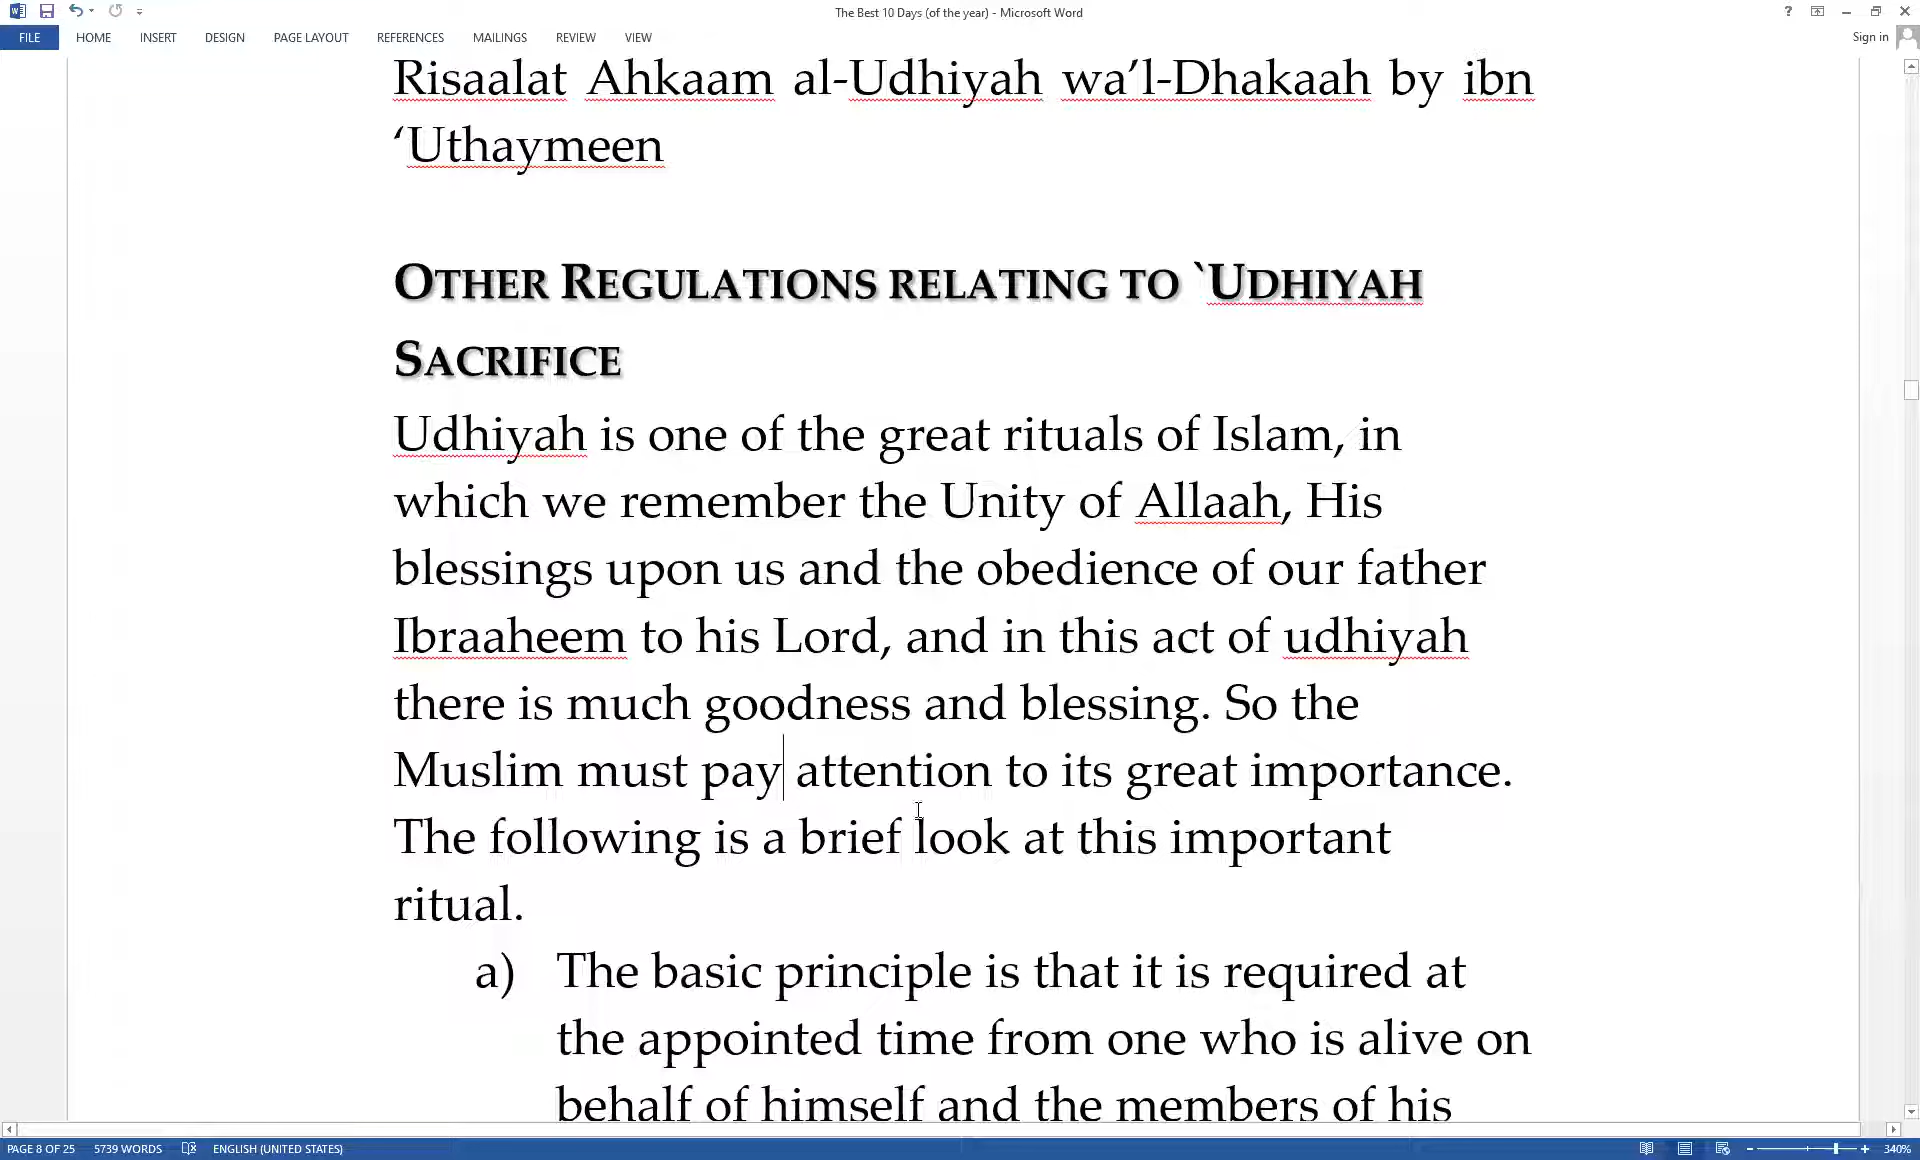 The Best 10 Days (of the year) - Microsoft Word
?
FILE HOME INSERT DESIGN PAGE LAYOUT REFERENCES MAILINGS REVIEW VIEW Sign in
Risaalat Ahkaam al-Udhiyah wa’l-Dhakaah by ibn
‘Uthaymeen
OTHER REGULATIONS RELATING TO `UDHIYAH
SACRIFICE
Udhiyah is one of the great rituals of Islam, in
which we remember the Unity of Allaah, His
blessings upon us and the obedience of our father
Ibraaheem to his Lord, and in this act of udhiyah
there is much goodness and blessing. So the
Muslim must pay attention to its great importance.
The following is a brief look at this important
ritual.
a) The basic principle is that it is required at
the appointed time from one who is alive on
behalf of himself and the members of his
PAGE 8 OF 25 5739 WORDS ENGLISH (UNITED STATES) 340%